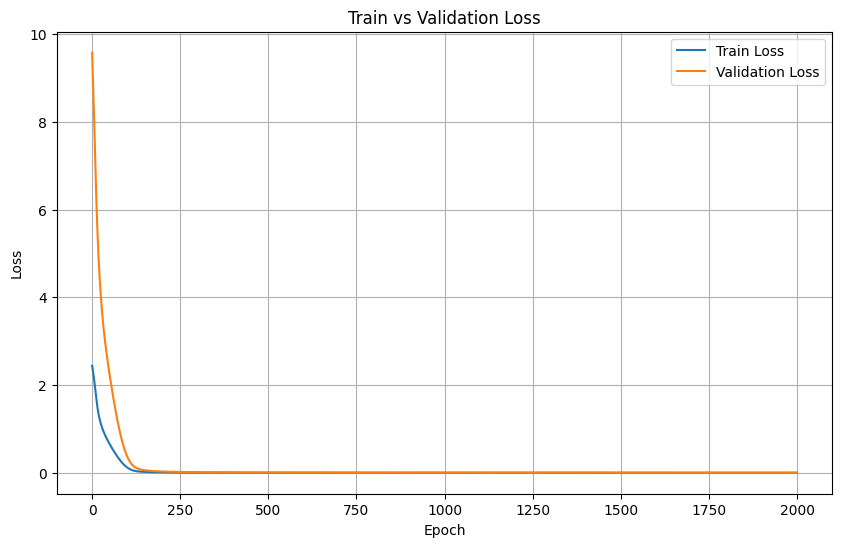 Train vs Validation Loss
10
8
6
4
2
0
Loss
Train Loss
Validation Loss
0 250 500 750 1000 1250 1500 1750 2000
Epoch